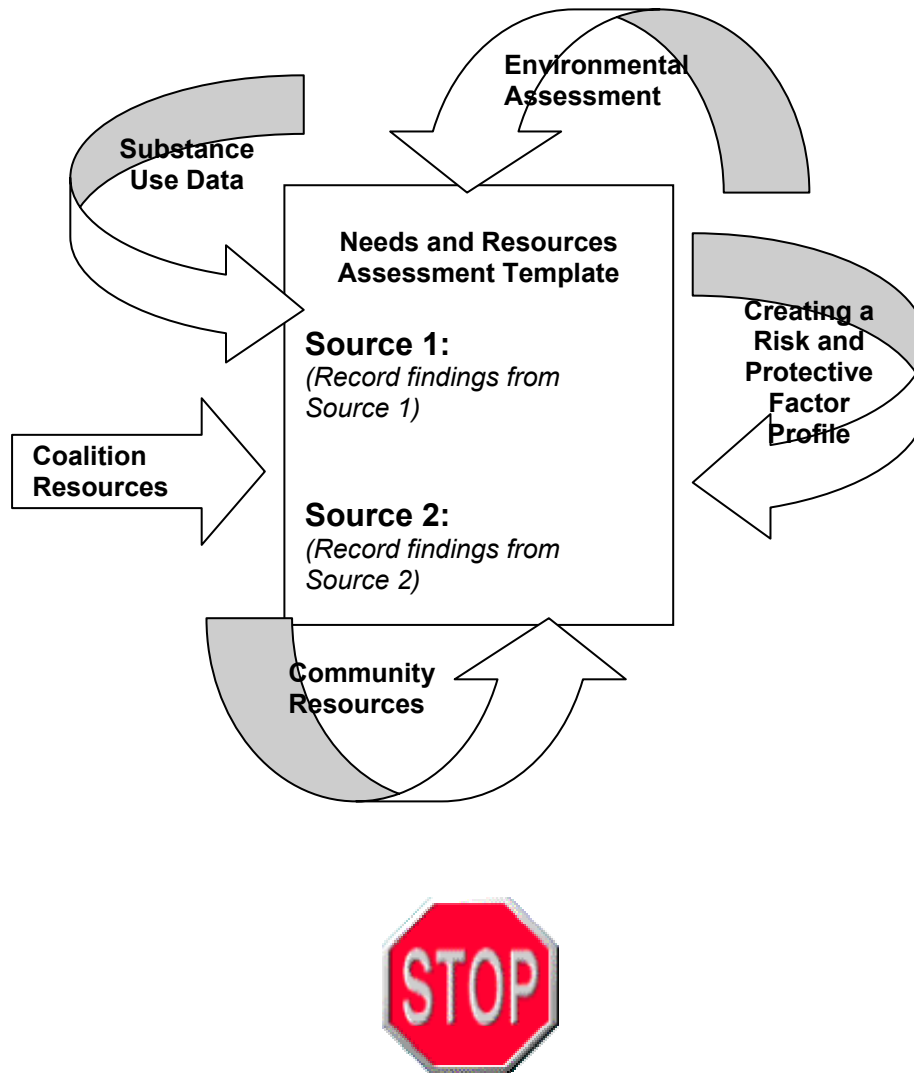 Environmental
Assessment
Substance
Use Data
Needs and Resources
Assessment Template
Creating a
Risk and
Protective
Factor
Profile
Source 1:
(Record findings from
Source 1)
Coalition
Resources
Source 2:
(Record findings from
Source 2)
Community
Resources
STOP